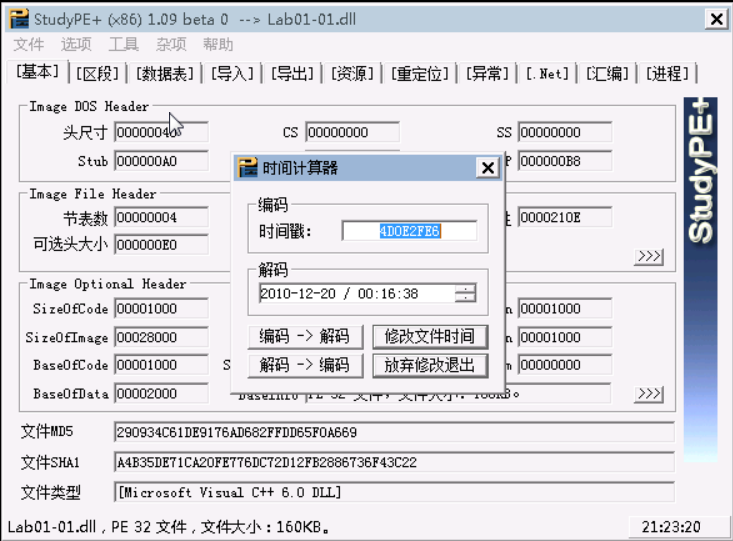 StudyPE+ (x86) 1.09 beta 0 --> Lab01-01.dll
文件 选项 工具 杂项 帮助
[基本] [区段] [数据表] [导入] [导出] [资源] [重定位] [异常] [.Net] [汇编] [进程]
Image DOS Header
头尺寸 00000040 CS 00000000 SS 00000000
Stub 000000A0 P 000000B8
时间计算器
Image File Header
节表数 00000004 性 0000210E
可选头大小 000000E0 >>>
编码
时间戳: 4D0E2FE6
解码
2010-12-20 / 00:16:38
编码 -> 解码 修改文件时间
解码 -> 编码 放弃修改退出
Image Optional Header
SizeOfCode 00001000 n 00001000
SizeOfImage 00028000 n 00001000
BaseOfCode 00001000 S m 00000000
BaseOfData 00002000 BaseInfo PE 32 文件, 文件大小: 160KB。 >>>
文件MD5 290934C61DE9176AD682FFDD65F0A669
文件SHA1 A4B35DE71CA20FE776DC72D12FB2886736F43C22
文件类型 [Microsoft Visual C++ 6.0 DLL]
StudyPE+
Lab01-01.dll , PE 32 文件 , 文件大小 : 160KB。 21:23:20